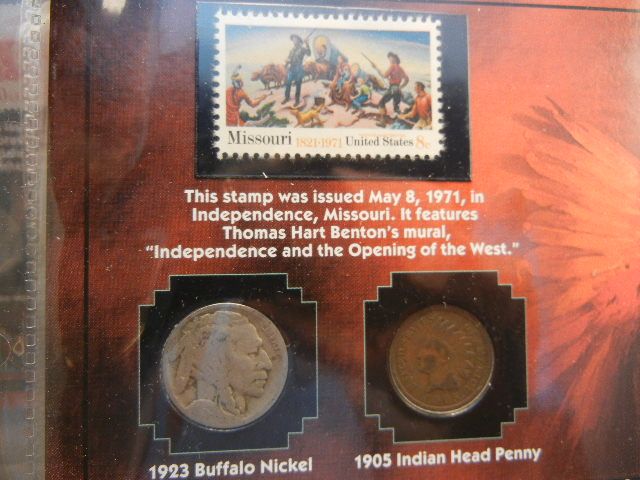 Missouri 1821·1971 United States 8c
This stamp was issued May 8, 1971, in
Independence, Missouri. It features
Thomas Hart Benton's mural,
"Independence and the Opening of the West."
1923 Buffalo Nickel
1905 Indian Head Penny